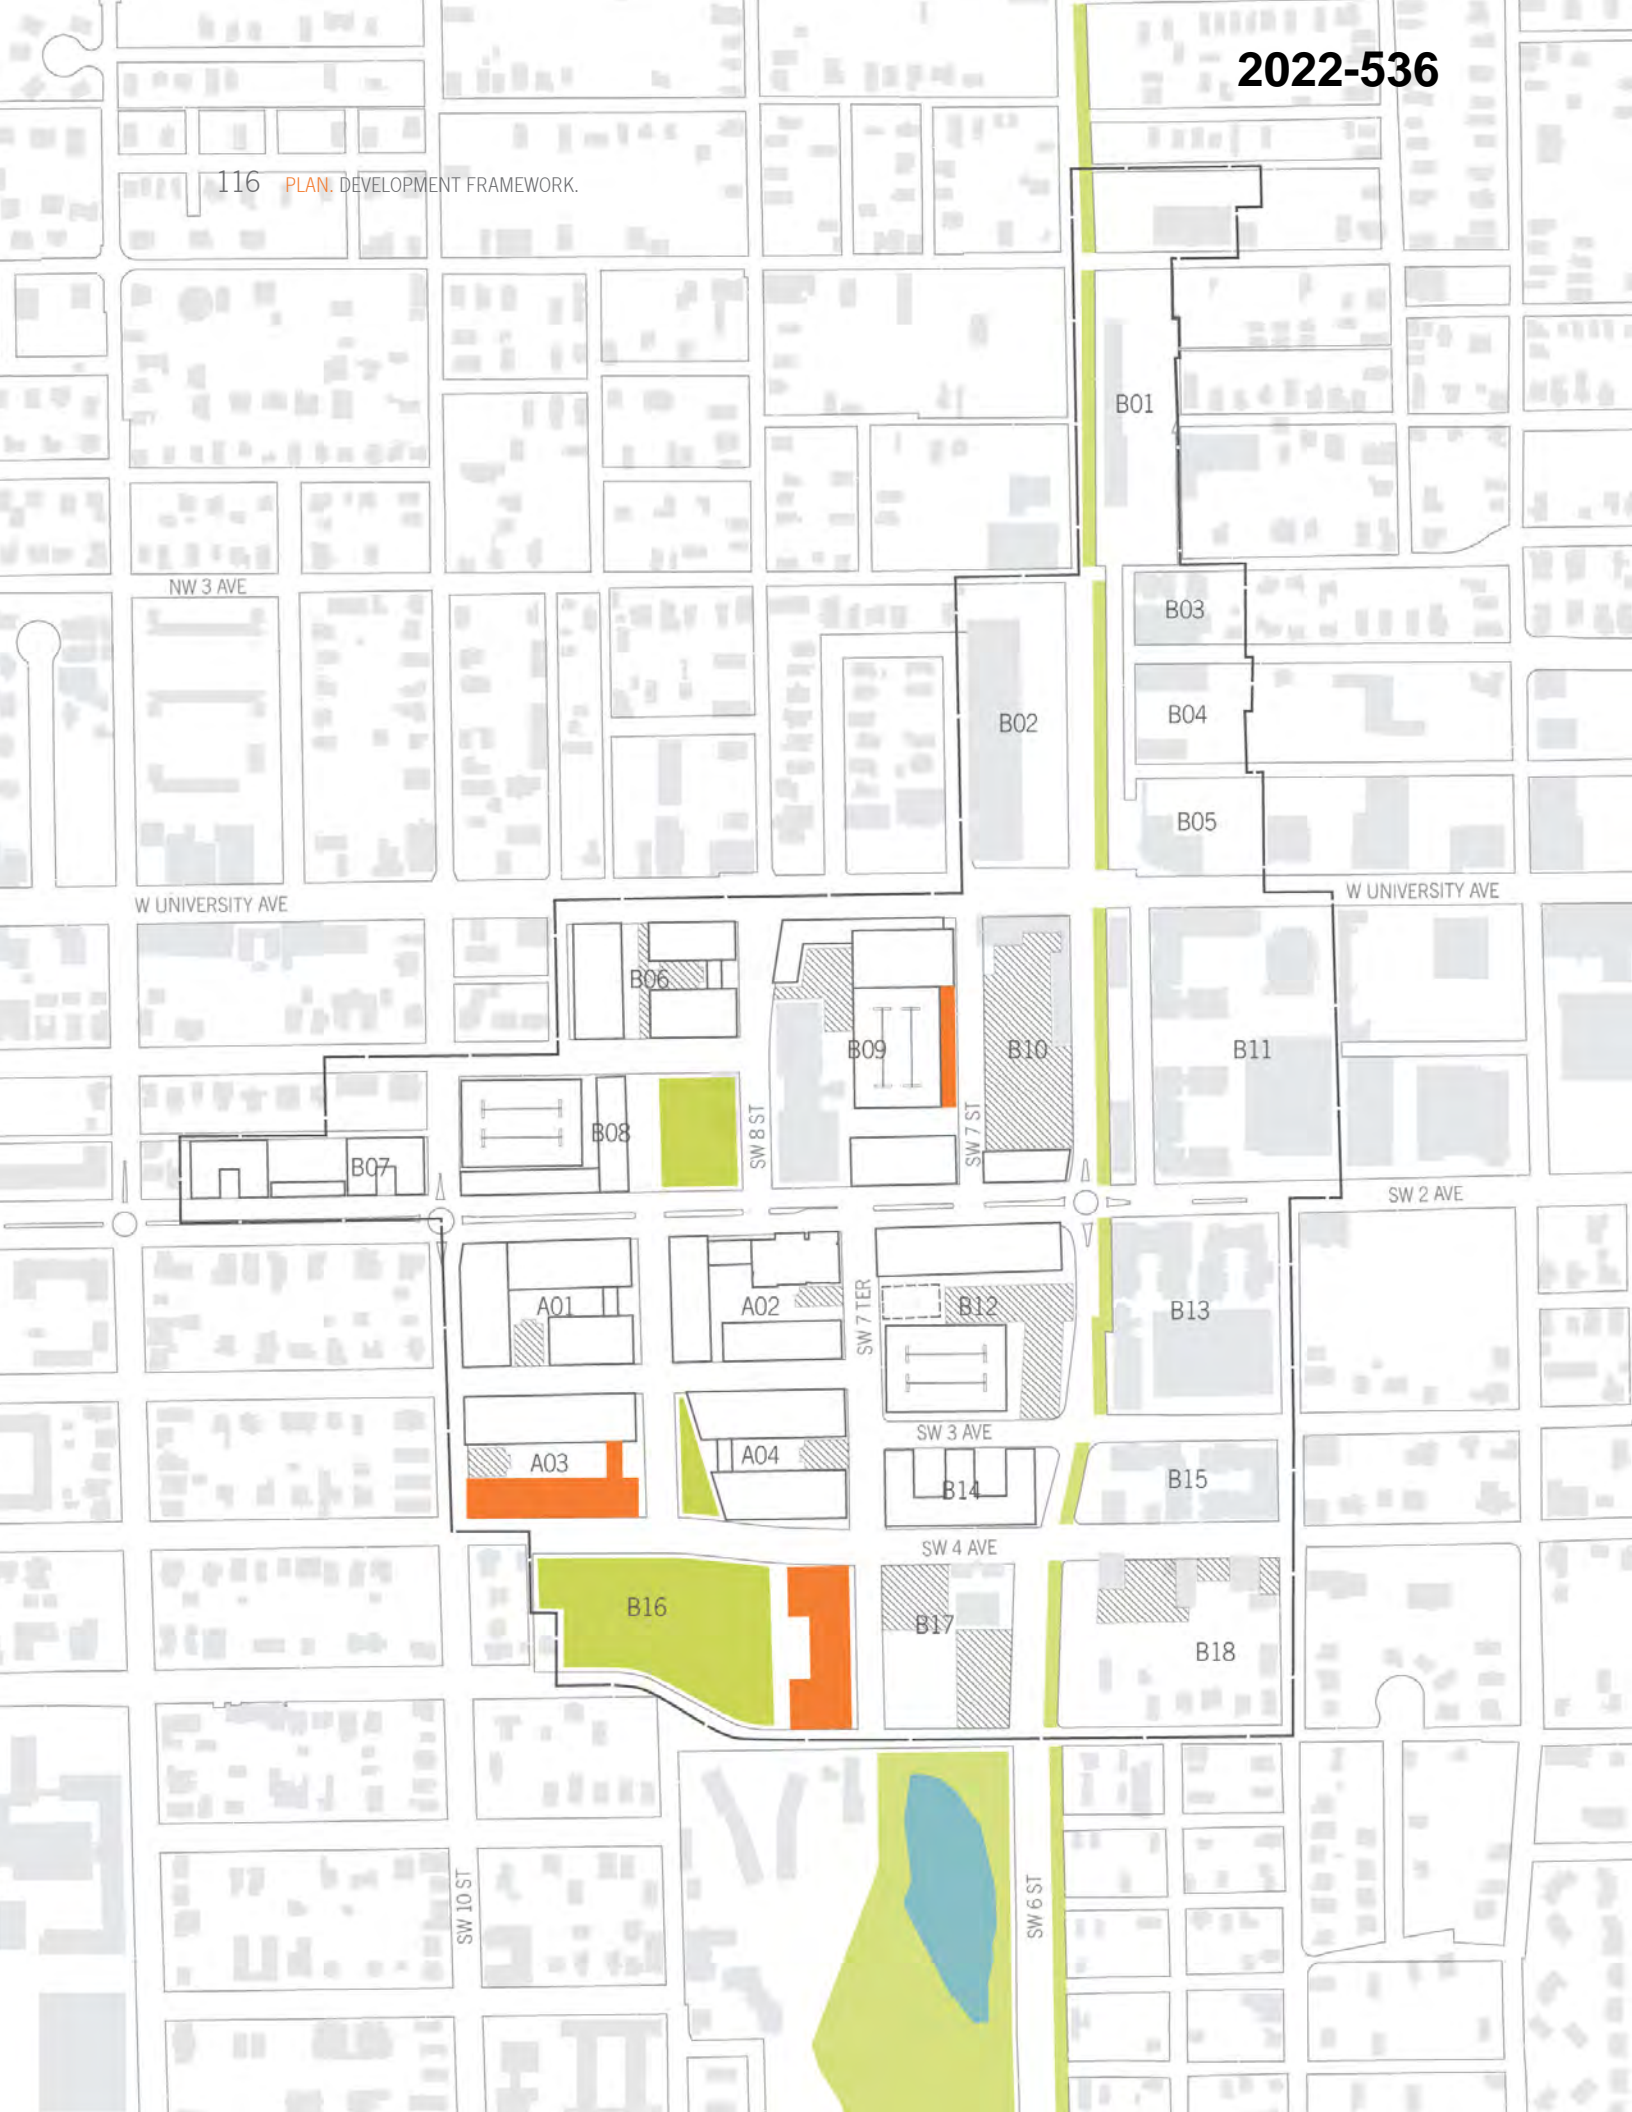 2022-536
116 PLAN. DEVELOPMENT FRAMEWORK.
B01
NW 3 AVE
B03
B04
B02
B05
W UNIVERSITY AVE
W UNIVERSITY AVE
B06
B09
B10
B11
B08
SW 8 ST
SW 7 ST
B07
SW 2 AVE
A01
A02
SW 7 TER
B12
B13
SW 3 AVE
A03
A04
B14
B15
SW 4 AVE
B16
B17
B18
SW 10 ST
SW 6 ST